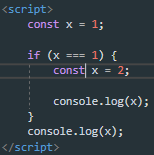 <script>
const x = 1;
if (x === 1) {
const x = 2;
console.log(x);
}
console.log(x);
</script>